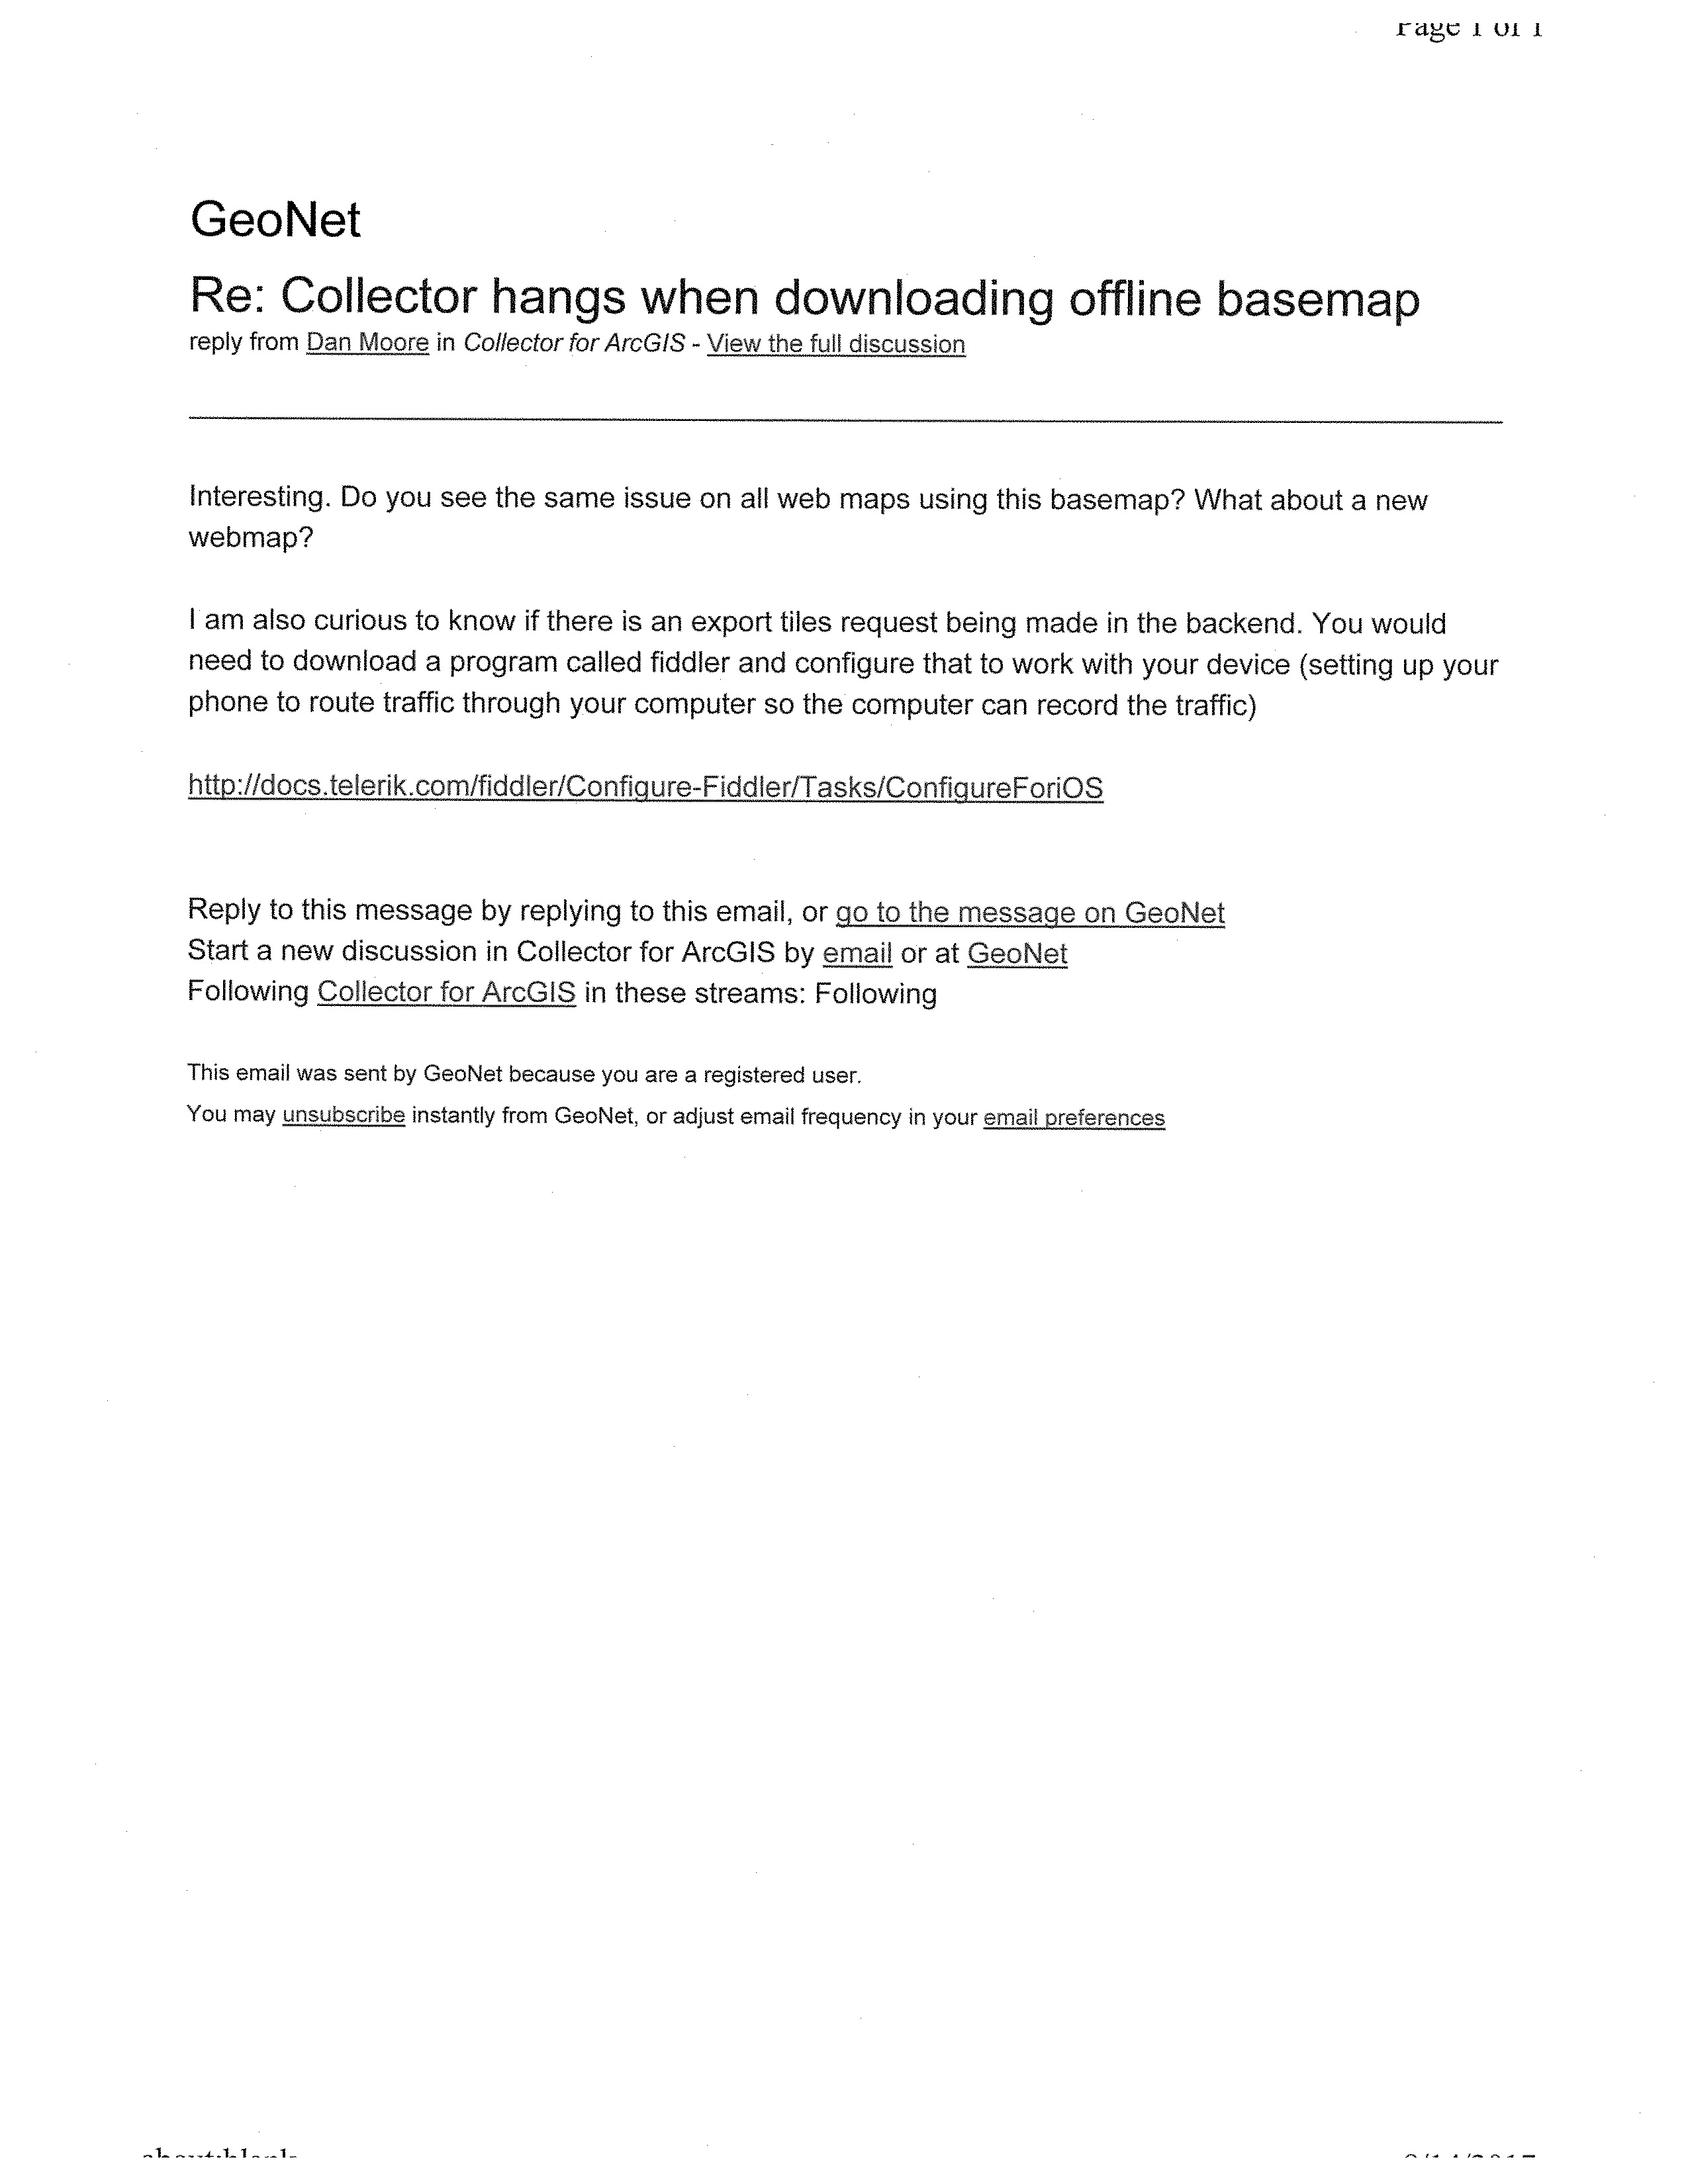 Page 1 of 1
GeoNet
Re: Collector hangs when downloading offline basemap
reply from Dan Moore in Collector for ArcGIS - View the full discussion
Interesting. Do you see the same issue on all web maps using this basemap? What about a new
webmap?
I am also curious to know if there is an export tiles request being made in the backend. You would
need to download a program called fiddler and configure that to work with your device (setting up your
phone to route traffic through your computer so the computer can record the traffic)
http://docs.telerik.com/fiddler/Configure-Fiddler/Tasks/ConfigureForiOS
Reply to this message by replying to this email, or go to the message on GeoNet
Start a new discussion in Collector for ArcGIS by email or at GeoNet
Following Collector for ArcGIS in these streams: Following
This email was sent by GeoNet because you are a registered user.
You may unsubscribe instantly from GeoNet, or adjust email frequency in your email preferences
about:blank